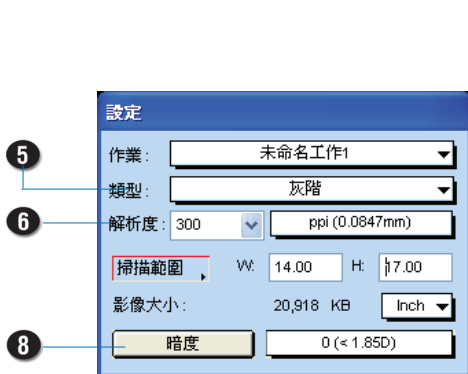 設定
5 作業: 未命名工作1
類型: 灰階
6 解析度: 300 ppi (0.0847mm)
掃描範圍 W: 14.00 H: 17.00
影像大小: 20,918 KB Inch
8 暗度 0 (< 1.85D)